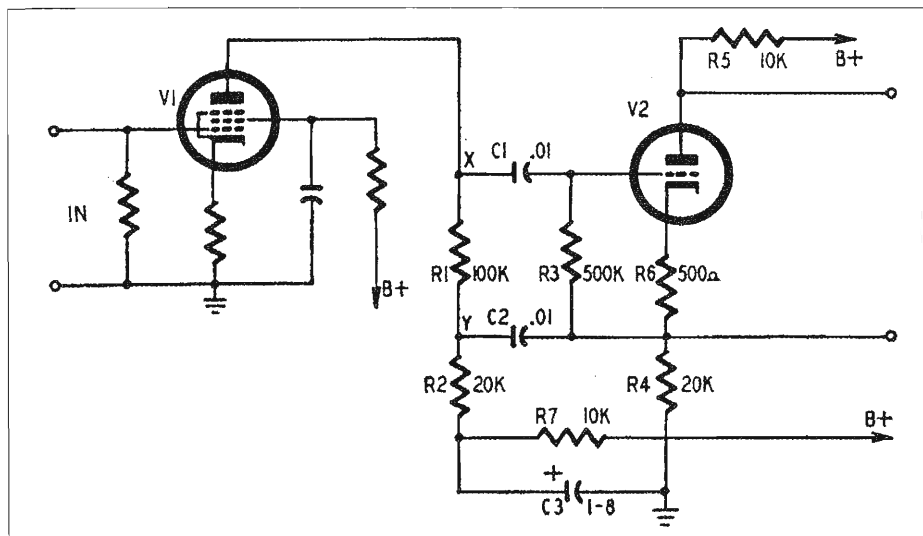 V1
IN
B+
X
C1 .01
R1 100K
R3 500K
Y
C2 .01
R2 20K
R7 10K
+
C3 1-8
V2
R5 10K
B+
R6 500Ω
R4 20K
B+